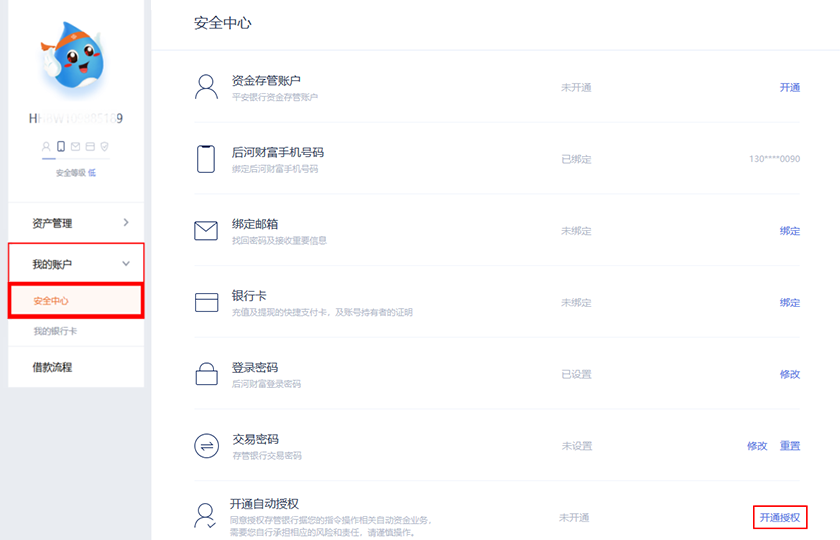 安全中心
安全等级 低
资产管理
我的账户
安全中心
我的银行卡
借款流程
资金存管账户
平安银行资金存管账户
未开通
开通
后河财富手机号码
绑定后河财富手机号码
已绑定
130****0090
绑定邮箱
找回密码及接收重要信息
未绑定
绑定
银行卡
充值及提现的快捷支付卡，及账号持有者的证明
未绑定
绑定
登录密码
后河财富登录密码
已设置
修改
交易密码
存管银行交易密码
未设置
修改 重置
开通自动授权
同意授权存管银行据您的指令操作相关自动资金业务,
需要您自行承担相应的风险和责任，请谨慎操作。
未开通
开通授权